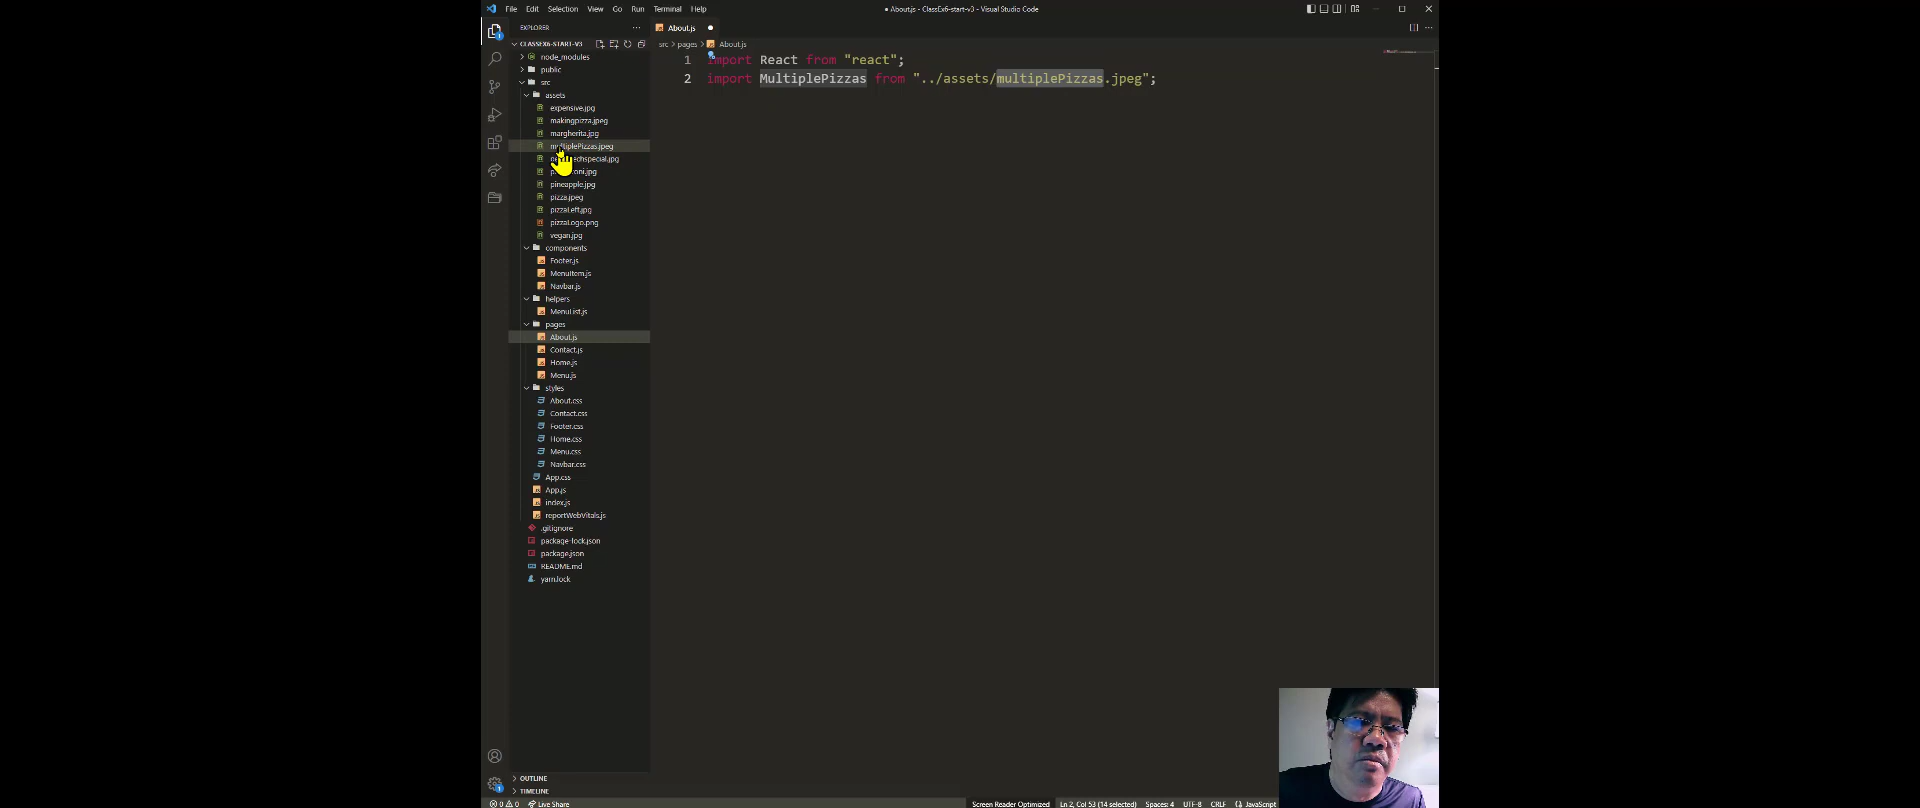 File Edit Selection View Go Run Terminal Help
● About.js - ClassEx6-start-v3 - Visual Studio Code
EXPLORER
CLASSEX6-START-V3
node_modules
public
src
assets
expensive.jpg
makingpizza.jpeg
margherita.jpg
multiplePizzas.jpeg
pineapple.jpg
pizza.jpeg
pizzaLeft.jpg
pizzaLogo.png
vegan.jpg
components
Footer.js
MenuItem.js
Navbar.js
helpers
MenuList.js
pages
About.js
Contact.js
Home.js
Menu.js
styles
About.css
Contact.css
Footer.css
Home.css
Menu.css
Navbar.css
App.css
App.js
index.js
reportWebVitals.js
.gitignore
package-lock.json
package.json
README.md
yarn.lock
OUTLINE
TIMELINE
About.js
src > pages > About.js
1 import React from "react";
2 import MultiplePizzas from "../assets/multiplePizzas.jpeg";
0 0 Live Share
Screen Reader Optimized Ln 2, Col 53 (14 selected) Spaces: 4 UTF-8 CRLF JavaScript